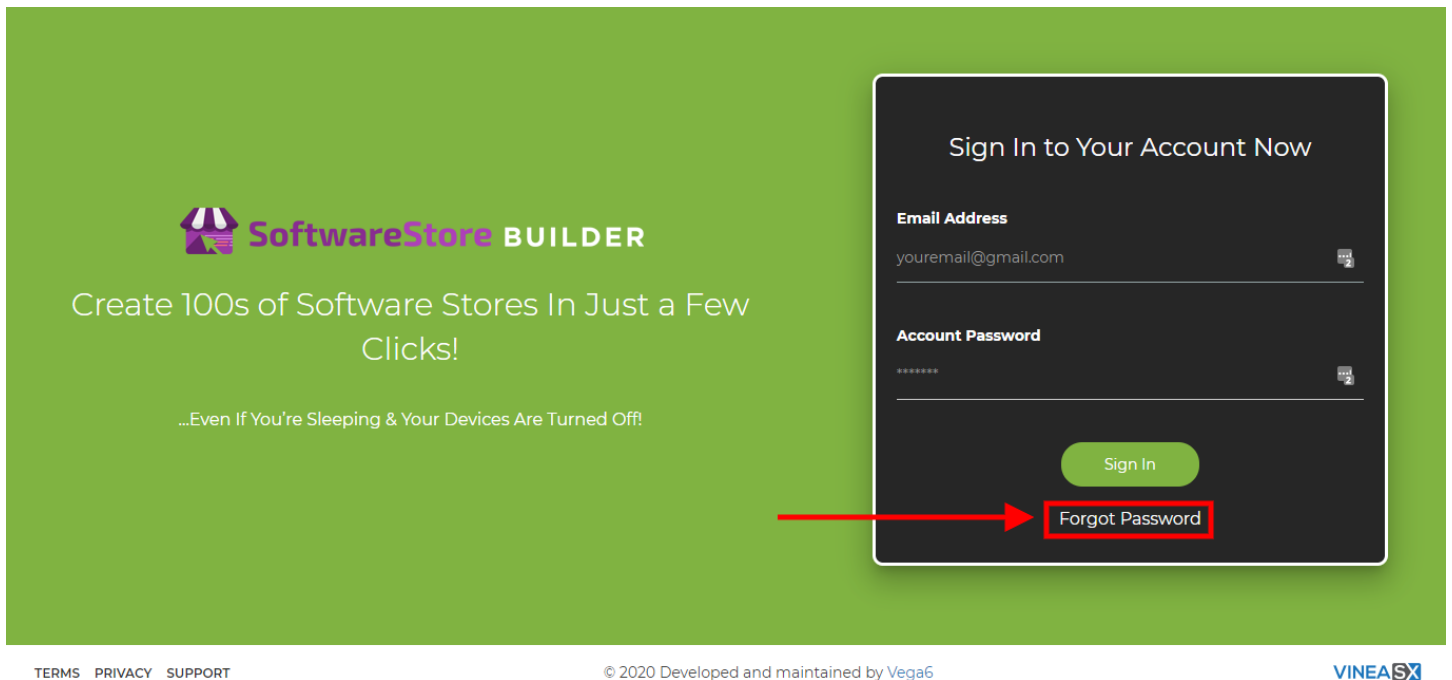 SoftwareStore BUILDER
Create 100s of Software Stores In Just a Few
Clicks!
...Even If You're Sleeping & Your Devices Are Turned Off!
Sign In to Your Account Now
Email Address
youremail@gmail.com
2
Account Password
*******
2
Sign In
Forgot Password
TERMS PRIVACY SUPPORT
© 2020 Developed and maintained by Vega6
VINEASX